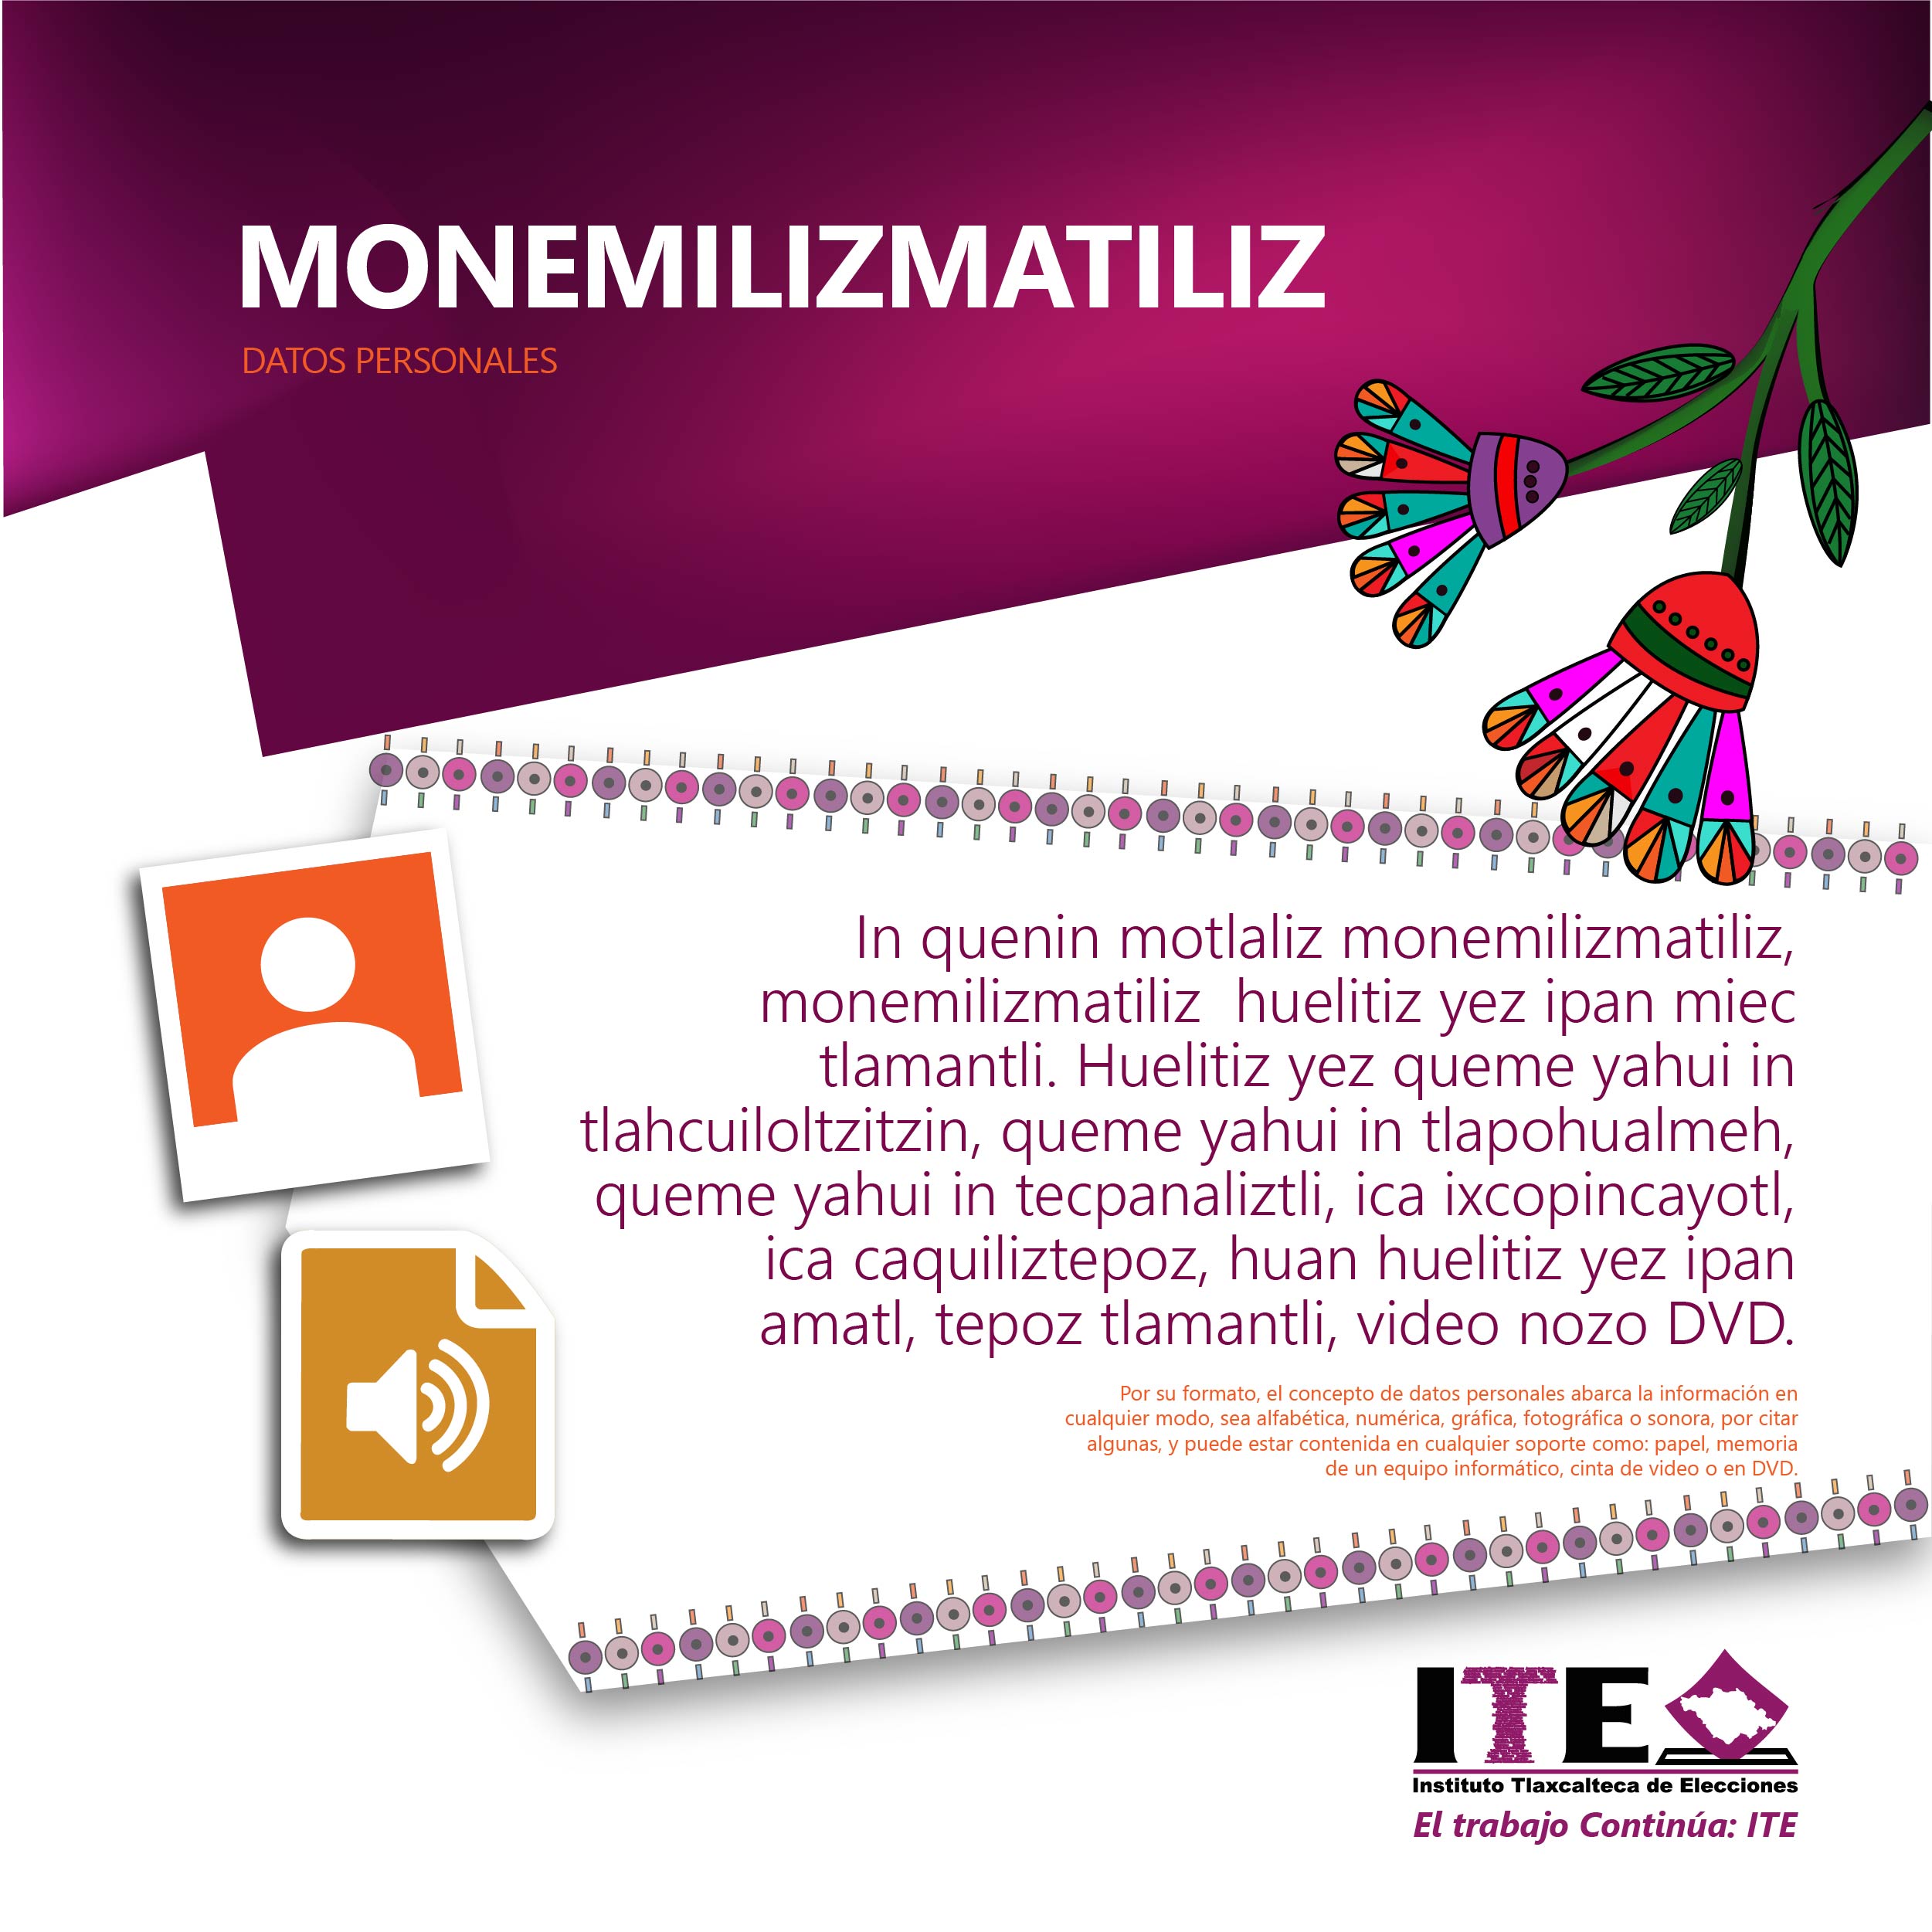 MONEMILIZMATILIZ
DATOS PERSONALES
In quenin motlaliz monemilizmatiliz,
monemilizmatiliz huelitiz yez ipan miec
tlamantli. Huelitiz yez queme yahui in
tlahcuiloltzitzin, queme yahui in tlapohualmeh,
queme yahui in tecpanaliztli, ica ixcopincayotl,
ica caquiliztepoz, huan huelitiz yez ipan
amatl, tepoz tlamantli, video nozo DVD.
Por su formato, el concepto de datos personales abarca la información en
cualquier modo, sea alfabética, numérica, gráfica, fotográfica o sonora, por citar
algunas, y puede estar contenida en cualquier soporte como: papel, memoria
de un equipo informático, cinta de video o en DVD.
ITE
Instituto Tlaxcalteca de Elecciones
El trabajo Continúa: ITE